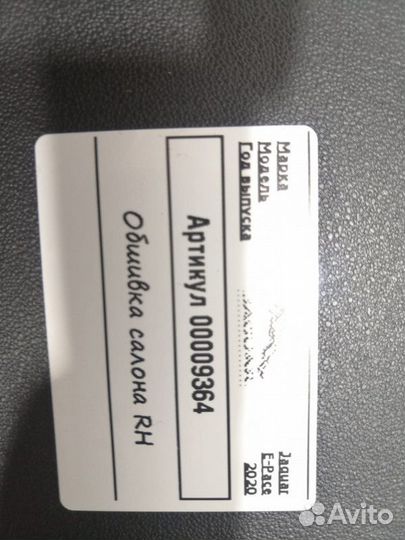 Марка Jaguar
Модель E-Pace
Год выпуска 2020
Артикул 00009364
Обшивка салона RH
Avito